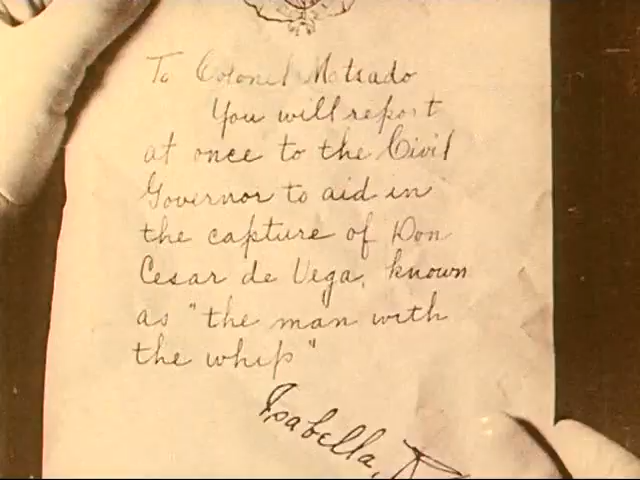 To Colonel Matsado
You will report
at once to the Civil
Governor to aid in
the capture of Don
Cesar de Vega, known
as "the man with
the whip"
Isabella, R